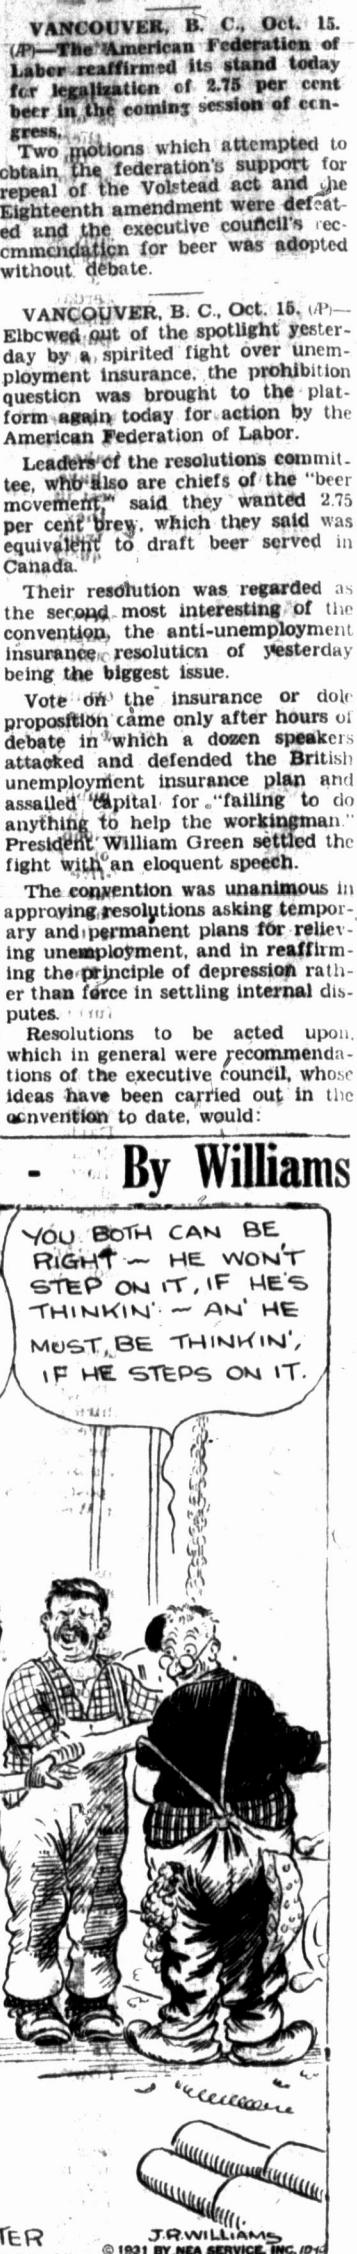 VANCOUVER, B. C., Oct. 15.
(AP)—The American Federation of
Labor reaffirmed its stand today
for legalization of 2.75 per cent
beer in the coming session of con-
gress.
Two motions which attempted to
obtain the federation's support for
repeal of the Volstead act and the
Eighteenth amendment were defeat-
ed and the executive council's rec-
ommendation for beer was adopted
without debate.
VANCOUVER, B. C., Oct. 15. (AP)—
Elbowed out of the spotlight yester-
day by a spirited fight over unem-
ployment insurance, the prohibition
question was brought to the plat-
form again today for action by the
American Federation of Labor.
Leaders of the resolutions commit-
tee, who also are chiefs of the "beer
movement," said they wanted 2.75
per cent brew, which they said was
equivalent to draft beer served in
Canada.
Their resolution was regarded as
the second most interesting of the
convention, the anti-unemployment
insurance resolution of yesterday
being the biggest issue.
Vote on the insurance or dole
proposition came only after hours of
debate in which a dozen speakers
attacked and defended the British
unemployment insurance plan and
assailed capital for "failing to do
anything to help the workingman."
President William Green settled the
fight with an eloquent speech.
The convention was unanimous in
approving resolutions asking tempor-
ary and permanent plans for reliev-
ing unemployment, and in reaffirm-
ing the principle of depression rath-
er than force in settling internal dis-
putes.
Resolutions to be acted upon,
which in general were recommenda-
tions of the executive council, whose
ideas have been carried out in the
convention to date, would:
- By Williams
YOU BOTH CAN BE
RIGHT — HE WON'T
STEP ON IT, IF HE'S
THINKIN' — AN' HE
MUST BE THINKIN',
IF HE STEPS ON IT.
TER
J.R.WILLIAMS
© 1931 BY NEA SERVICE, INC.